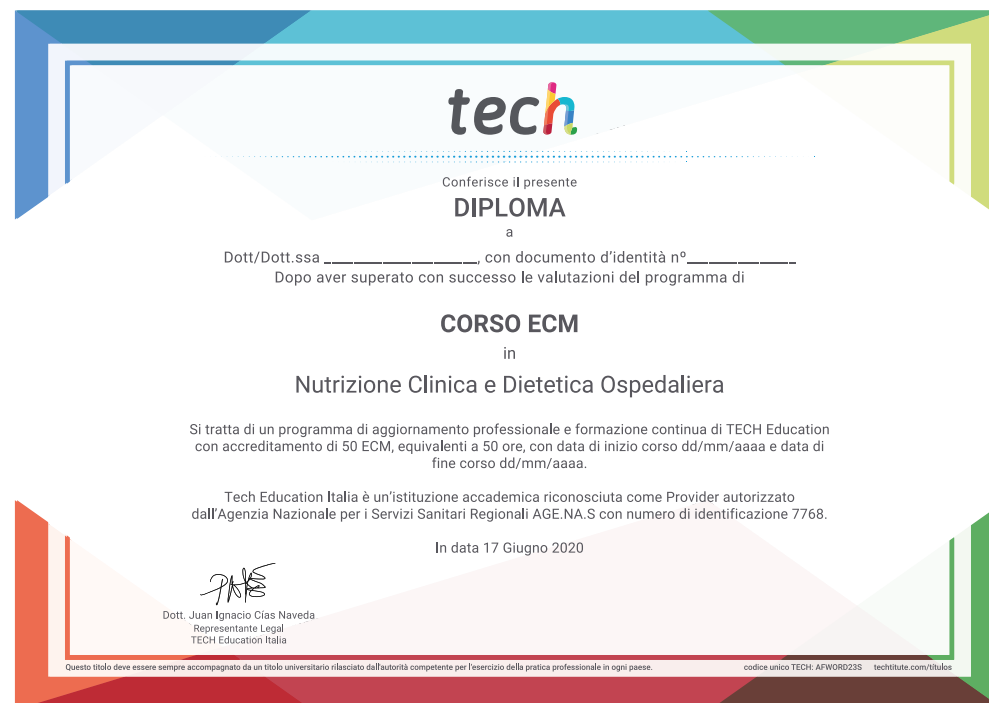 tech
Conferisce il presente
DIPLOMA
a
Dott/Dott.ssa ____________________, con documento d'identità nº______________
Dopo aver superato con successo le valutazioni del programma di
CORSO ECM
in
Nutrizione Clinica e Dietetica Ospedaliera
Si tratta di un programma di aggiornamento professionale e formazione continua di TECH Education
con accreditamento di 50 ECM, equivalenti a 50 ore, con data di inizio corso dd/mm/aaaa e data di
fine corso dd/mm/aaaa.
Tech Education Italia è un'istituzione accademica riconosciuta come Provider autorizzato
dall'Agenzia Nazionale per i Servizi Sanitari Regionali AGE.NA.S con numero di identificazione 7768.
In data 17 Giugno 2020
Dott. Juan Ignacio Cías Naveda
Representante Legal
TECH Education Italia
Questo titolo deve essere sempre accompagnato da un titolo universitario rilasciato dall'autorità competente per l'esercizio della pratica professionale in ogni paese.
codice unico TECH: AFWORD23S techtitute.com/titulos